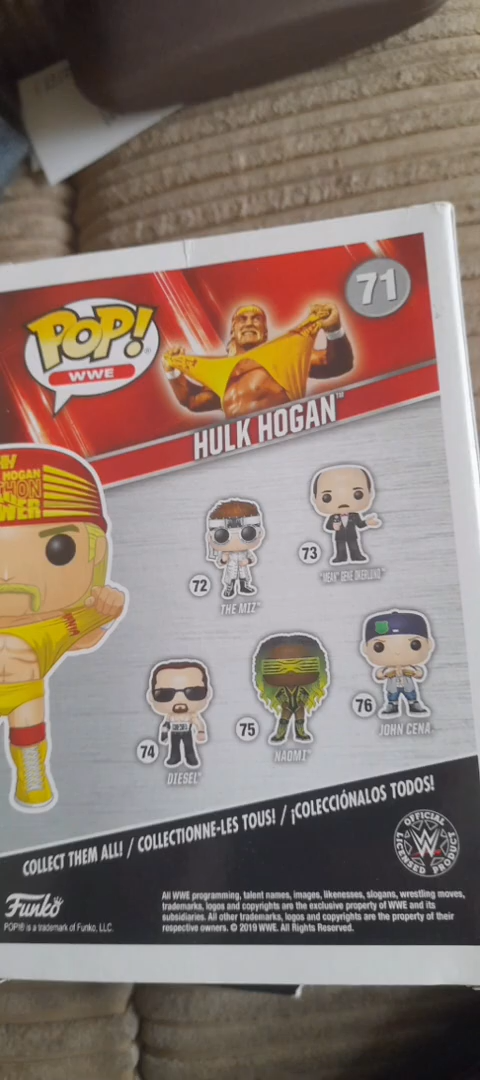 71
POP!®
WWE
HULK HOGAN™
HOGAN
POWER
MANIA
72
THE MIZ™
73
"MEAN" GENE OKERLUND™
74
DIESEL™
75
NAOMI™
76
JOHN CENA™
COLLECT THEM ALL! / COLLECTIONNE-LES TOUS! / ¡COLECCIÓNALOS TODOS!
OFFICIAL
W
LICENSED PRODUCT
Funko
POP!® is a trademark of Funko, LLC.
All WWE programming, talent names, images, likenesses, slogans, wrestling moves,
trademarks, logos and copyrights are the exclusive property of WWE and its
subsidiaries. All other trademarks, logos and copyrights are the property of their
respective owners. © 2019 WWE. All Rights Reserved.